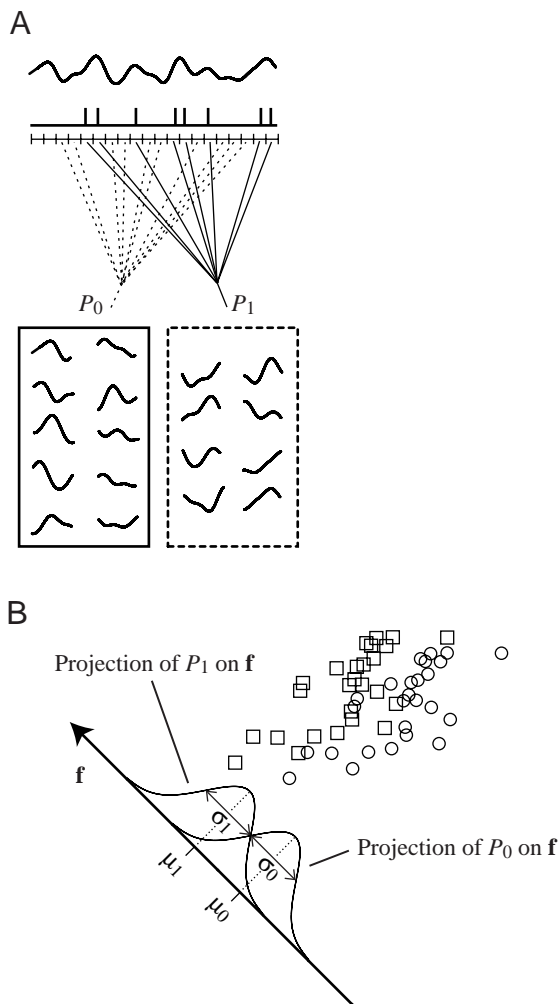 A
P0 P1
B
Projection of P1 on f
f
σ1
σ0
μ1
μ0
Projection of P0 on f